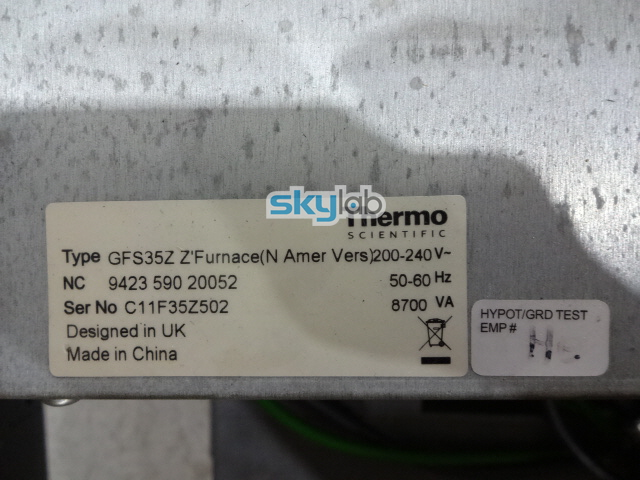 skylab
Thermo
SCIENTIFIC
Type GFS35Z Z'Furnace(N Amer Vers)200-240 V~
NC 9423 590 20052 50-60 Hz
Ser No C11F35Z502 8700 VA
Designed in UK
Made in China
HYPOT/GRD TEST
EMP #